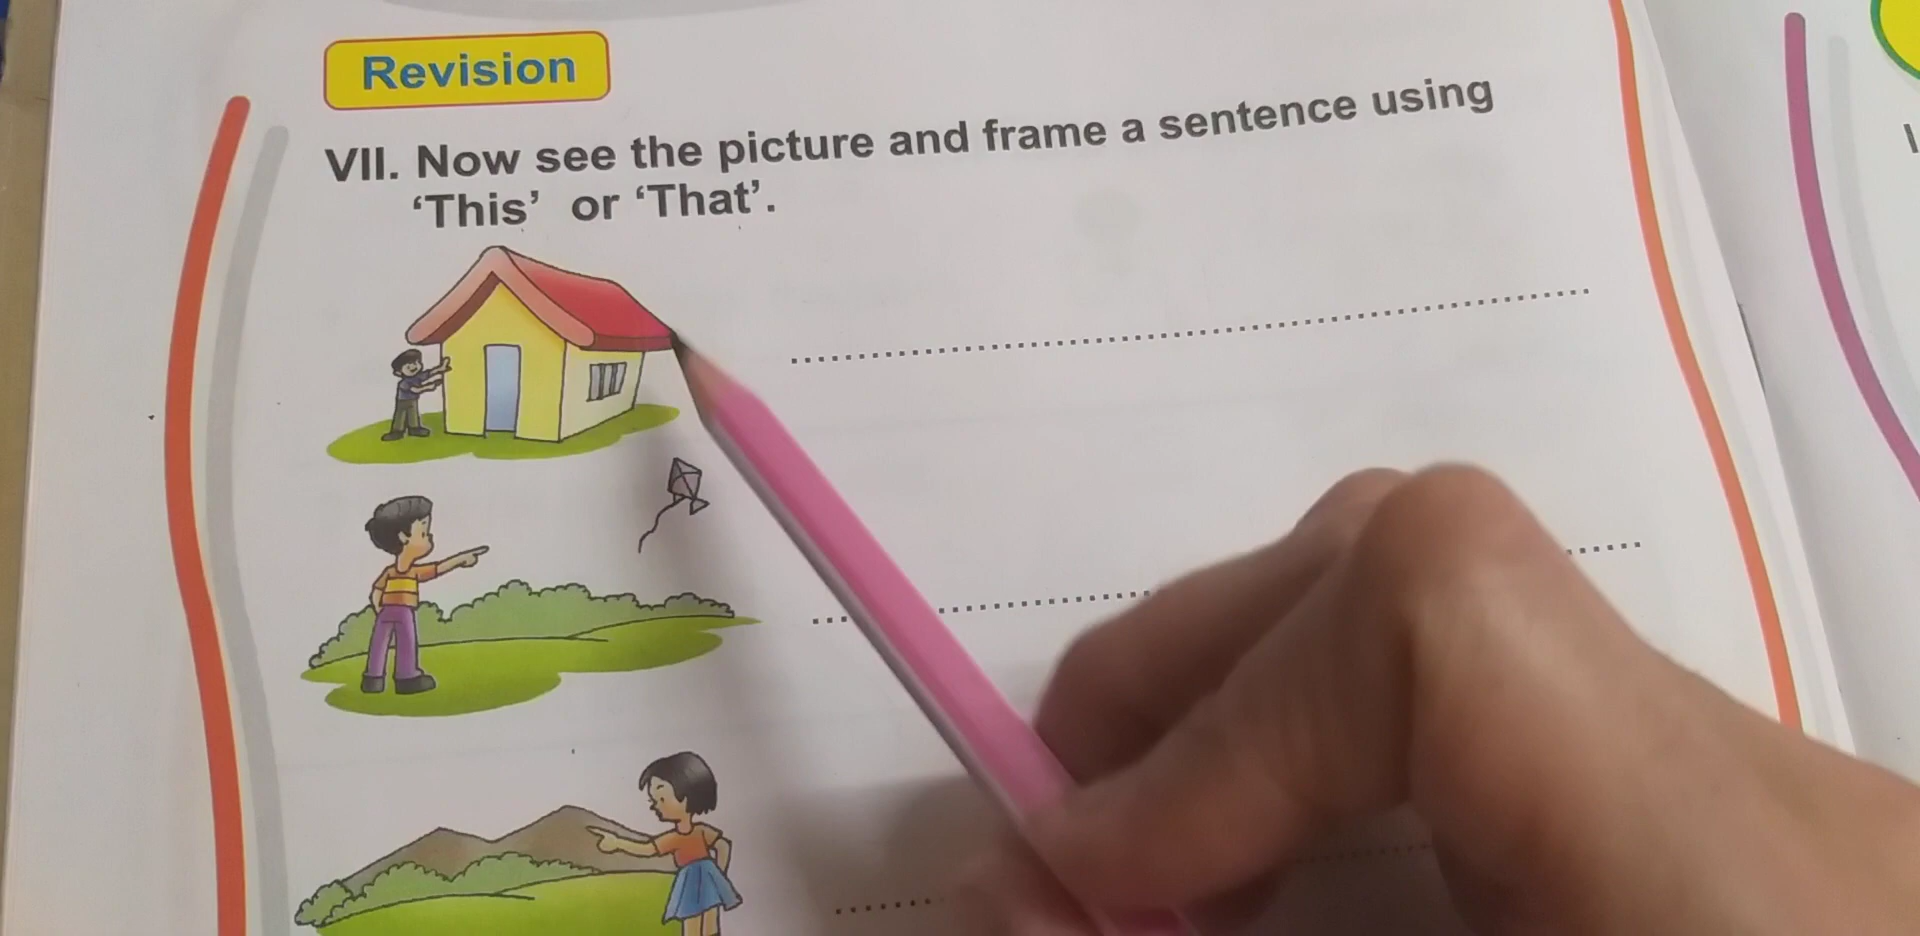 Revision
VII. Now see the picture and frame a sentence using
‘This’ or ‘That’.